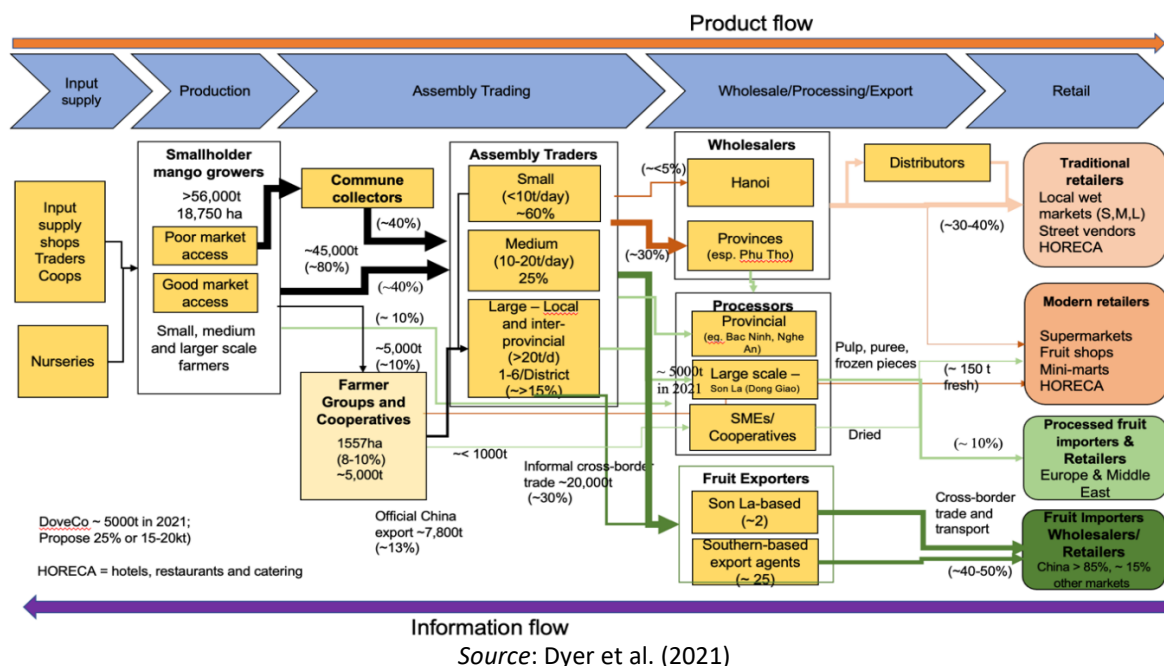 Product flow
Input
supply
Production
Assembly Trading
Wholesale/Processing/Export
Retail
Smallholder
mango growers
>56,000t
18,750 ha
Poor market
access
Good market
access
Small, medium
and larger scale
farmers
Input
supply
shops
Traders
Coops
Nurseries
Commune
collectors
(~40%)
~45,000t
(~80%)
(~40%)
(~ 10%)
~5,000t
(~10%)
Farmer
Groups and
Cooperatives
1557ha
(8-10%)
~5,000t
Assembly Traders
Small
(<10t/day)
~60%
Medium
(10-20t/day)
25%
Large – Local
and inter-
provincial
(>20t/d)
1-6/District
(~>15%)
~< 1000t
Informal cross-border
trade ~20,000t
(~30%)
Official China
export ~7,800t
(~13%)
Wholesalers
(~<5%)
Hanoi
Provinces
(esp. Phu Tho)
(~30%)
Processors
Provincial
(eg. Bac Ninh, Nghe
An)
~ 5000t
in 2021
Large scale –
Son La (Dong Giao)
SMEs/
Cooperatives
Pulp, puree,
frozen pieces
Dried
Fruit Exporters
Son La-based
(~2)
Southern-based
export agents
(~ 25)
Distributors
(~30-40%)
(~ 150 t
fresh)
(~ 10%)
Cross-border
trade and
transport
(~40-50%)
Traditional
retailers
Local wet
markets (S,M,L)
Street vendors
HORECA
Modern retailers
Supermarkets
Fruit shops
Mini-marts
HORECA
Processed fruit
importers &
Retailers
Europe & Middle
East
Fruit Importers
Wholesalers/
Retailers
China > 85%, ~ 15%
other markets
DoveCo ~ 5000t in 2021;
Propose 25% or 15-20kt)
HORECA = hotels, restaurants and catering
Information flow
Source: Dyer et al. (2021)